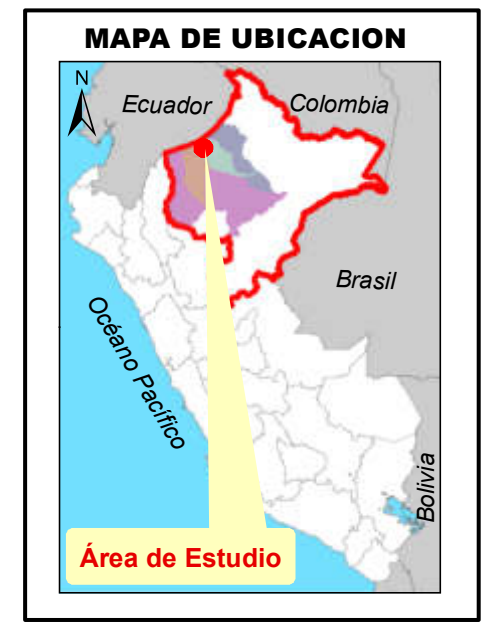 MAPA DE UBICACION
N
Ecuador
Colombia
Brasil
Océano Pacífico
Bolivia
Área de Estudio